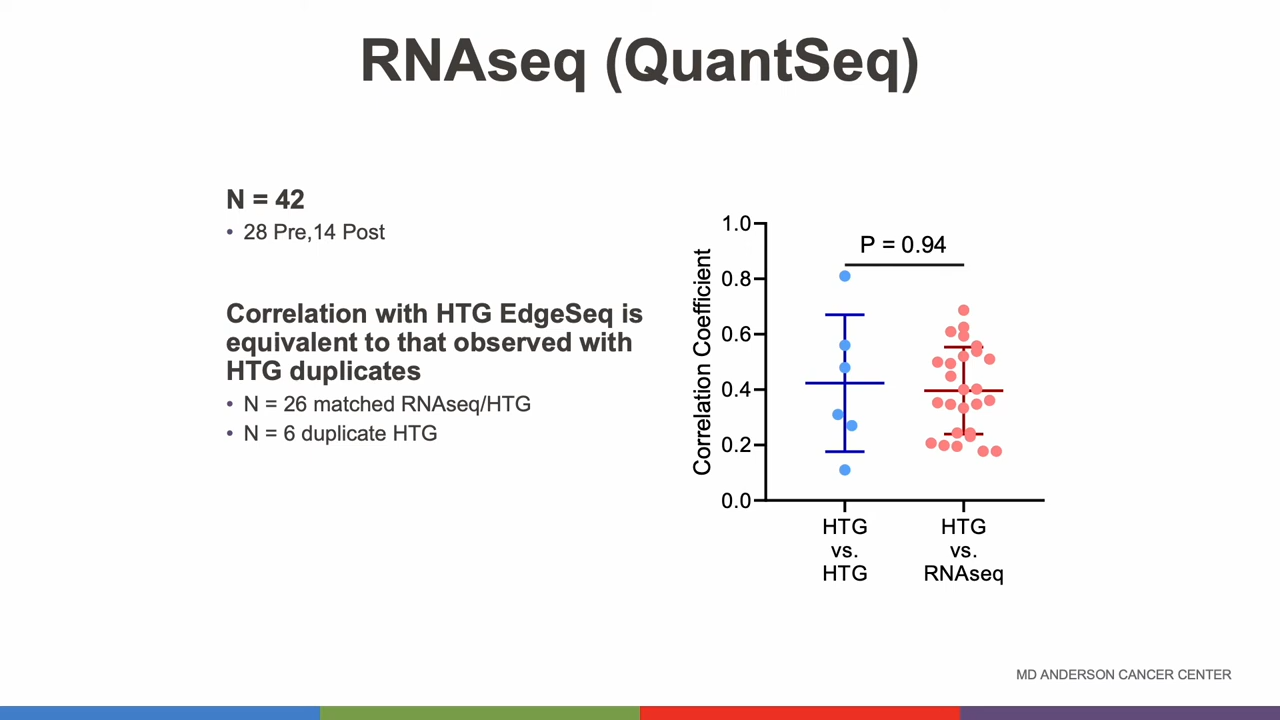 RNAseq (QuantSeq)
N = 42
• 28 Pre,14 Post
Correlation with HTG EdgeSeq is
equivalent to that observed with
HTG duplicates
• N = 26 matched RNAseq/HTG
• N = 6 duplicate HTG
Correlation Coefficient
1.0
0.8
0.6
0.4
0.2
0.0
P = 0.94
HTG
vs.
HTG
HTG
vs.
RNAseq
MD ANDERSON CANCER CENTER